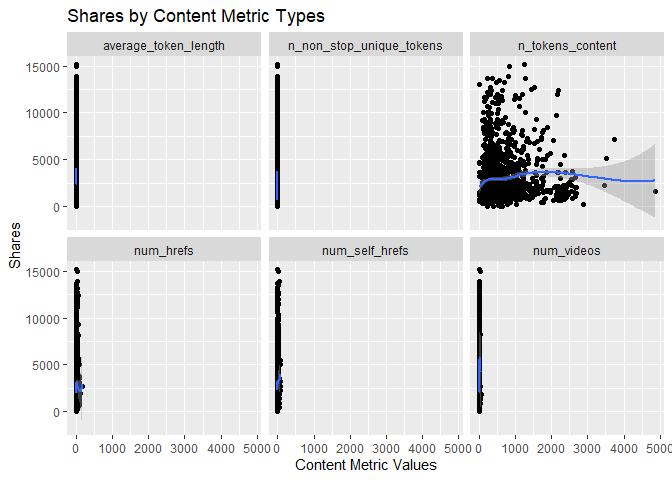 Shares by Content Metric Types
average_token_length n_non_stop_unique_tokens n_tokens_content
15000
10000
5000
0
num_hrefs num_self_hrefs num_videos
15000
10000
5000
0
0 1000 2000 3000 4000 5000 0 1000 2000 3000 4000 5000 0 1000 2000 3000 4000 5000
Content Metric Values
Shares